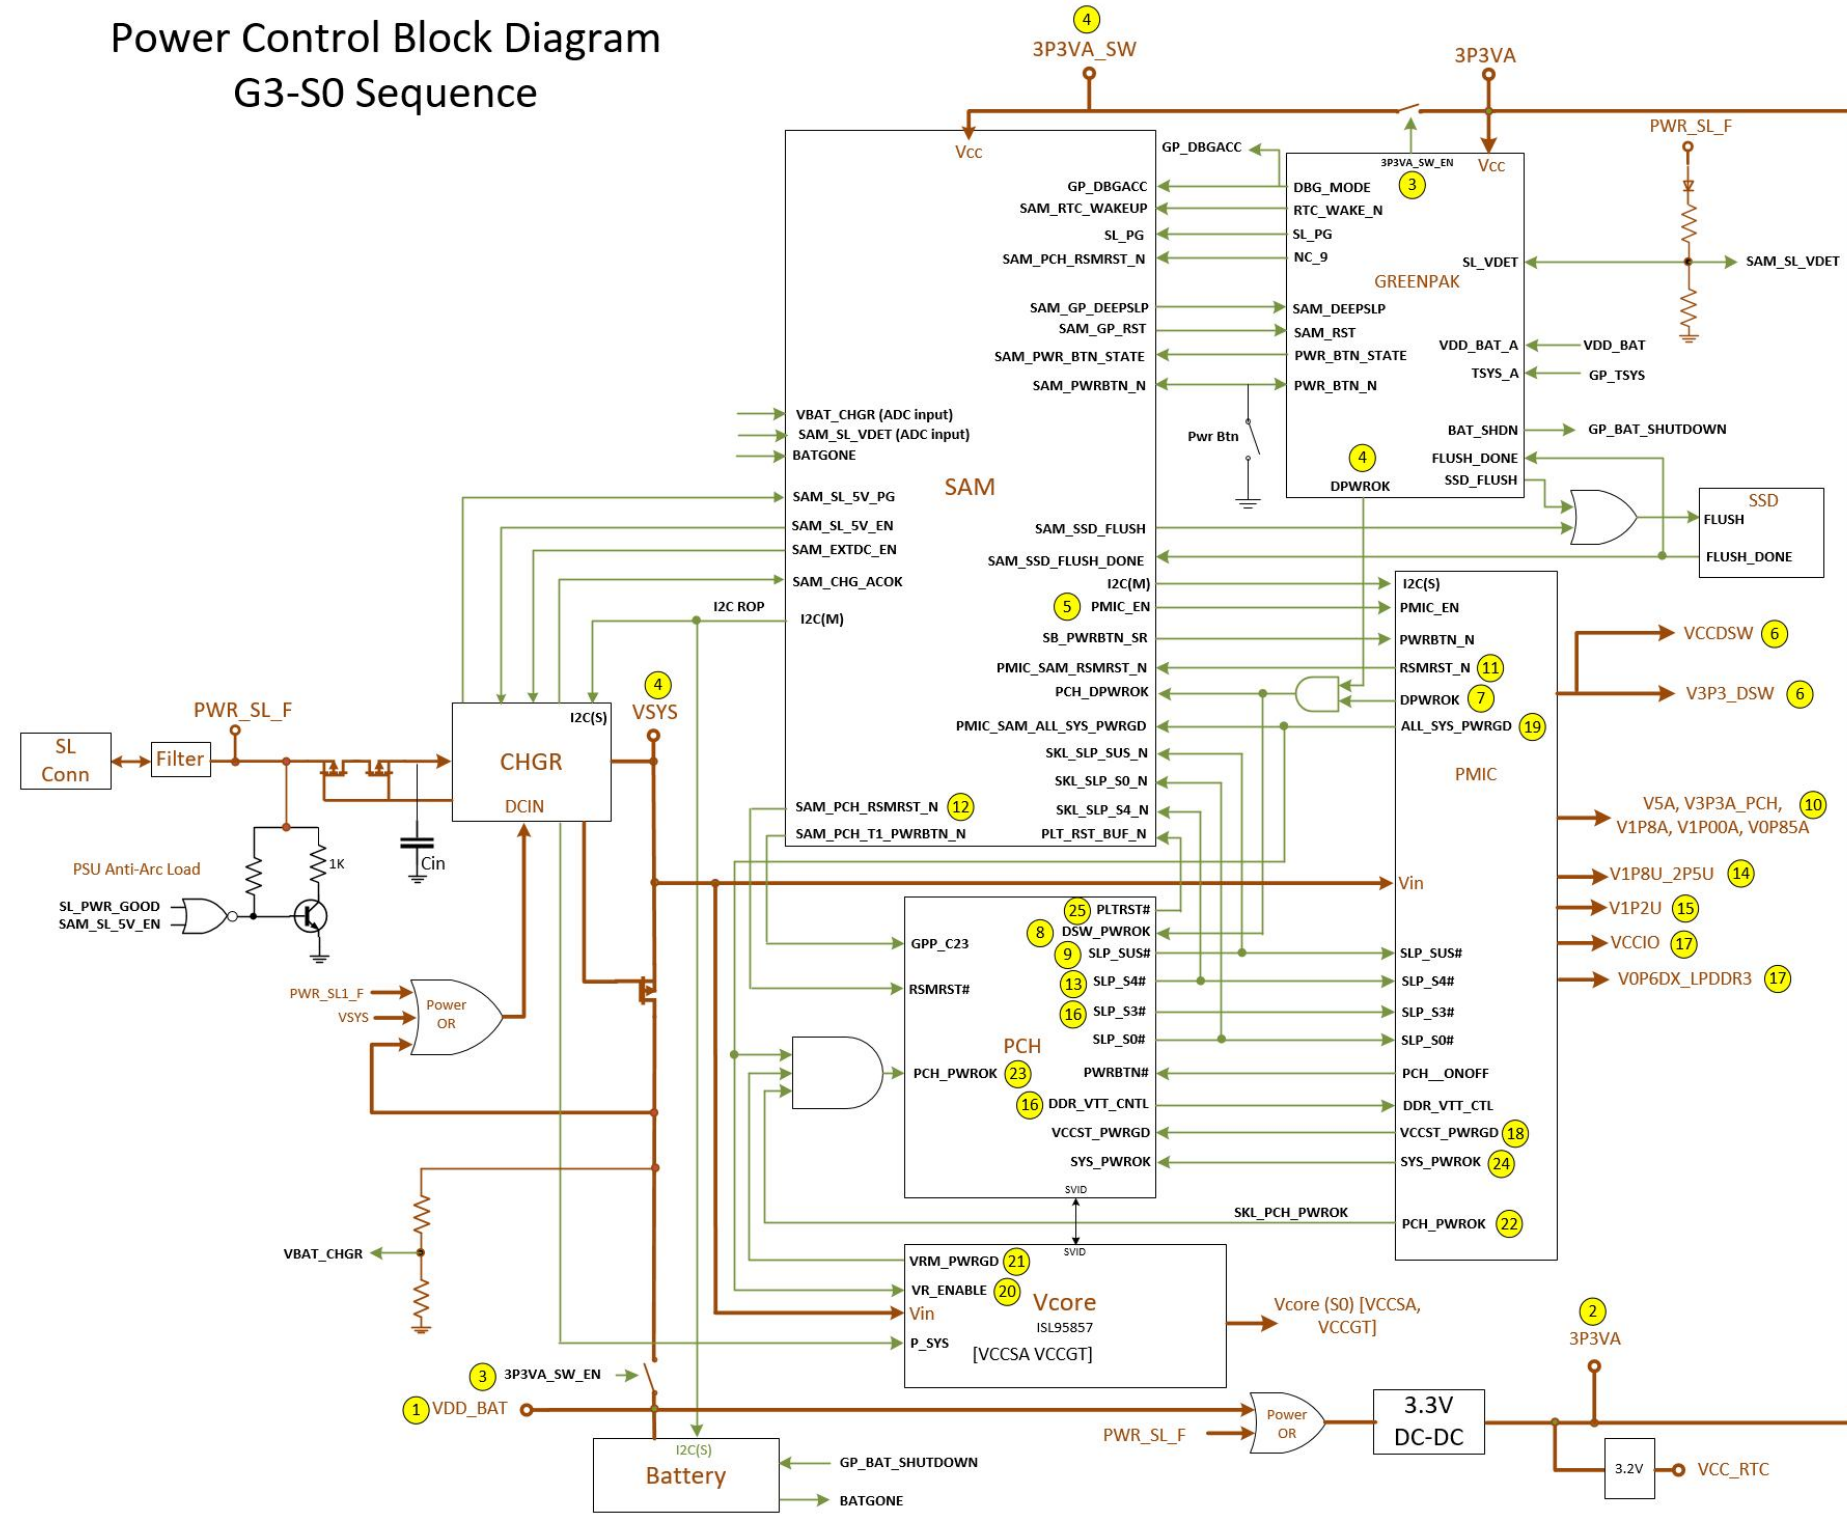 Power Control Block Diagram
G3-S0 Sequence
4
3P3VA_SW
3P3VA
PWR_SL_F
Vcc
GP_DBGACC
3P3VA_SW_EN
3
Vcc
GP_DBGACC
DBG_MODE
SAM_RTC_WAKEUP
RTC_WAKE_N
SL_PG
SL_PG
SAM_PCH_RSMRST_N
NC_9
SL_VDET
SAM_SL_VDET
GREENPAK
SAM_GP_DEEPSLP
SAM_DEEPSLP
SAM_GP_RST
SAM_RST
VDD_BAT_A
VDD_BAT
SAM_PWR_BTN_STATE
PWR_BTN_STATE
TSYS_A
GP_TSYS
SAM_PWRBTN_N
PWR_BTN_N
VBAT_CHGR (ADC input)
SAM_SL_VDET (ADC input)
BATGONE
Pwr Btn
BAT_SHDN
GP_BAT_SHUTDOWN
4
FLUSH_DONE
DPWROK
SSD_FLUSH
SAM
SAM_SL_5V_PG
SSD
FLUSH
SAM_SL_5V_EN
SAM_SSD_FLUSH
SAM_EXTDC_EN
SAM_SSD_FLUSH_DONE
FLUSH_DONE
SAM_CHG_ACOK
I2C(M)
I2C(S)
I2C ROP
I2C(M)
5
PMIC_EN
PMIC_EN
SB_PWRBTN_SR
PWRBTN_N
VCCDSW
6
PMIC_SAM_RSMRST_N
RSMRST_N
11
4
VSYS
PCH_DPWROK
DPWROK
7
V3P3_DSW
6
PWR_SL_F
I2C(S)
PMIC_SAM_ALL_SYS_PWRGD
ALL_SYS_PWRGD
19
SL
Conn
Filter
CHGR
DCIN
SKL_SLP_SUS_N
SKL_SLP_S0_N
PMIC
SAM_PCH_RSMRST_N
12
SKL_SLP_S4_N
V5A, V3P3A_PCH,
V1P8A, V1P00A, V0P85A
10
SAM_PCH_T1_PWRBTN_N
PLT_RST_BUF_N
PSU Anti-Arc Load
1K
Cin
Vin
V1P8U_2P5U
14
SL_PWR_GOOD
SAM_SL_5V_EN
25
PLTRST#
V1P2U
15
8
DSW_PWROK
GPP_C23
9
SLP_SUS#
SLP_SUS#
VCCIO
17
RSMRST#
13
SLP_S4#
SLP_S4#
V0P6DX_LPDDR3
17
PWR_SL1_F
VSYS
Power
OR
16
SLP_S3#
SLP_S3#
PCH
SLP_S0#
SLP_S0#
PCH_PWROK
23
PWRBTN#
PCH__ONOFF
16
DDR_VTT_CNTL
DDR_VTT_CTL
VCCST_PWRGD
VCCST_PWRGD
18
SYS_PWROK
SYS_PWROK
24
SVID
SKL_PCH_PWROK
PCH_PWROK
22
SVID
VBAT_CHGR
VRM_PWRGD
21
VR_ENABLE
20
Vin
Vcore
ISL95857
[VCCSA VCCGT]
P_SYS
Vcore (S0) [VCCSA,
VCCGT]
2
3P3VA
3
3P3VA_SW_EN
1
VDD_BAT
PWR_SL_F
Power
OR
3.3V
DC-DC
I2C(S)
Battery
GP_BAT_SHUTDOWN
BATGONE
3.2V
VCC_RTC